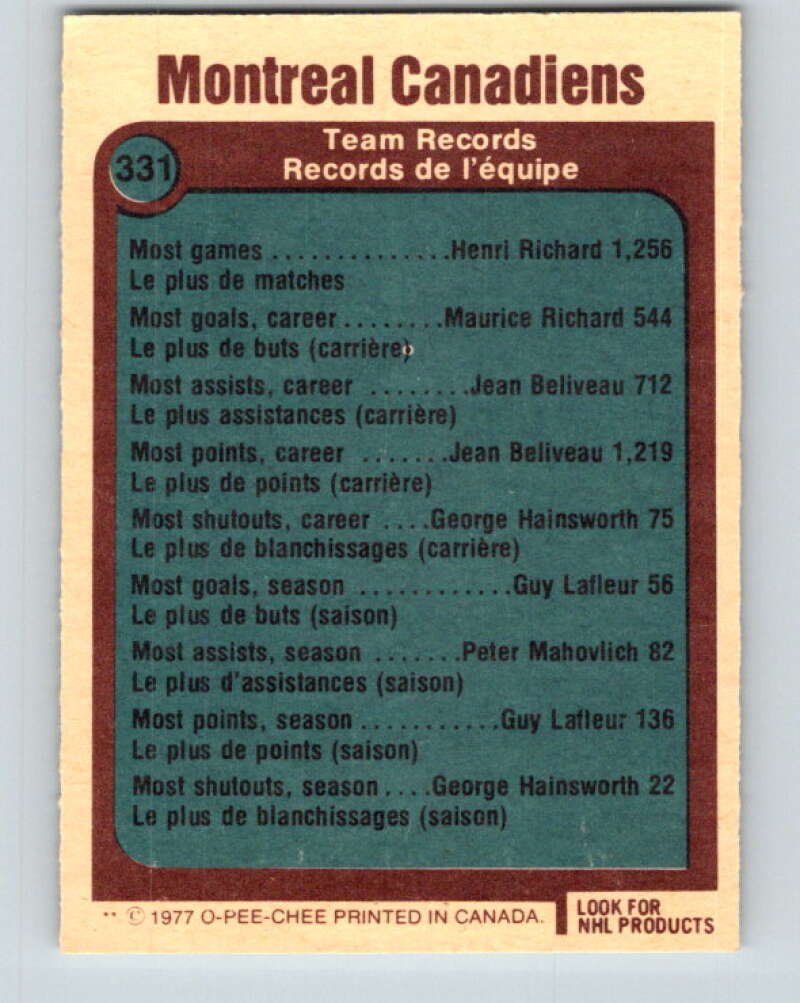 Montreal Canadiens
331
Team Records
Records de l'équipe
Most games ..............Henri Richard 1,256
Le plus de matches
Most goals, career ........Maurice Richard 544
Le plus de buts (carrière)
Most assists, career ........Jean Beliveau 712
Le plus assistances (carrière)
Most points, career .......Jean Beliveau 1,219
Le plus de points (carrière)
Most shutouts, career ....George Hainsworth 75
Le plus de blanchissages (carrière)
Most goals, season ............Guy Lafleur 56
Le plus de buts (saison)
Most assists, season .......Peter Mahovlich 82
Le plus d'assistances (saison)
Most points, season ...........Guy Lafleur 136
Le plus de points (saison)
Most shutouts, season ....George Hainsworth 22
Le plus de blanchissages (saison)
** © 1977 O-PEE-CHEE PRINTED IN CANADA.
LOOK FOR
NHL PRODUCTS